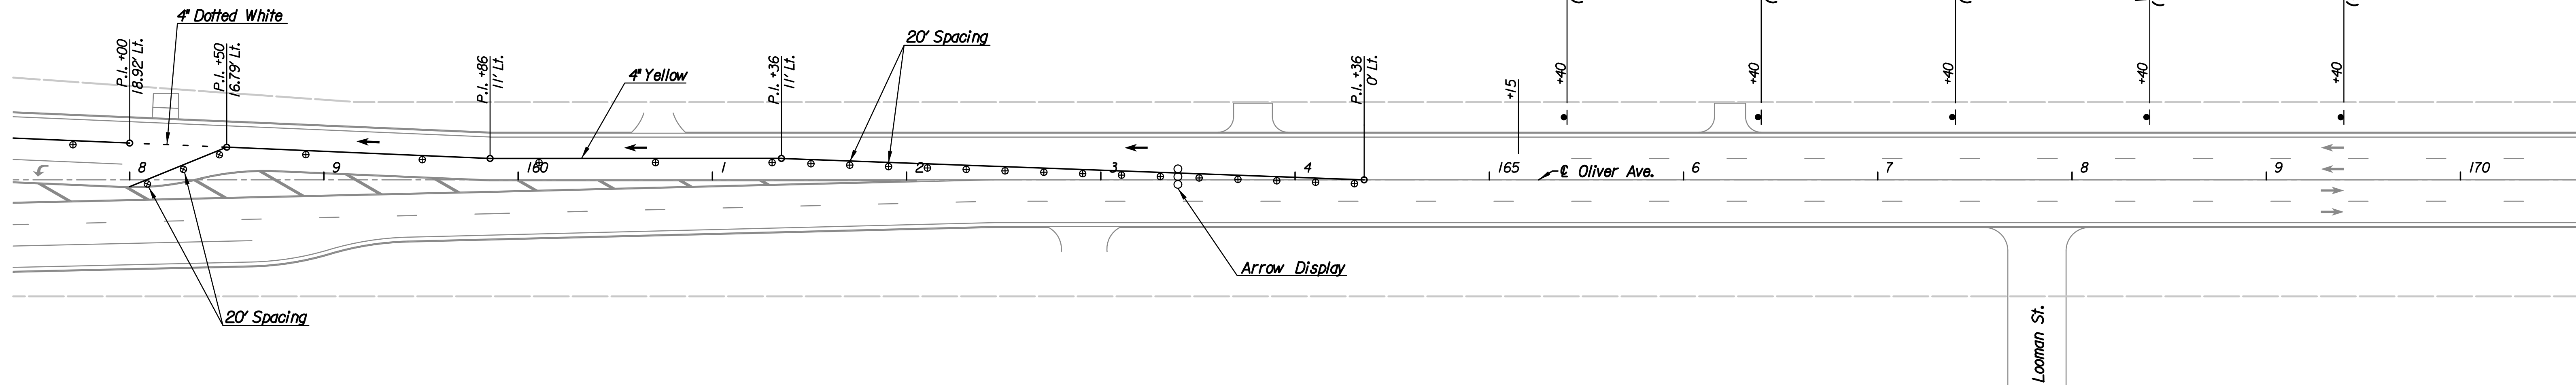 4" Dotted White
P.I. +00
18.92' Lt.
P.I. +50
16.79' Lt.
P.I. +86
11' Lt.
4" Yellow
P.I. +36
11' Lt.
20' Spacing
P.I. +36
0' Lt.
+15
+40
+40
+40
+40
+40
8
9
160
1
2
3
4
165
℄ Oliver Ave.
6
7
8
9
170
Arrow Display
20' Spacing
Looman St.